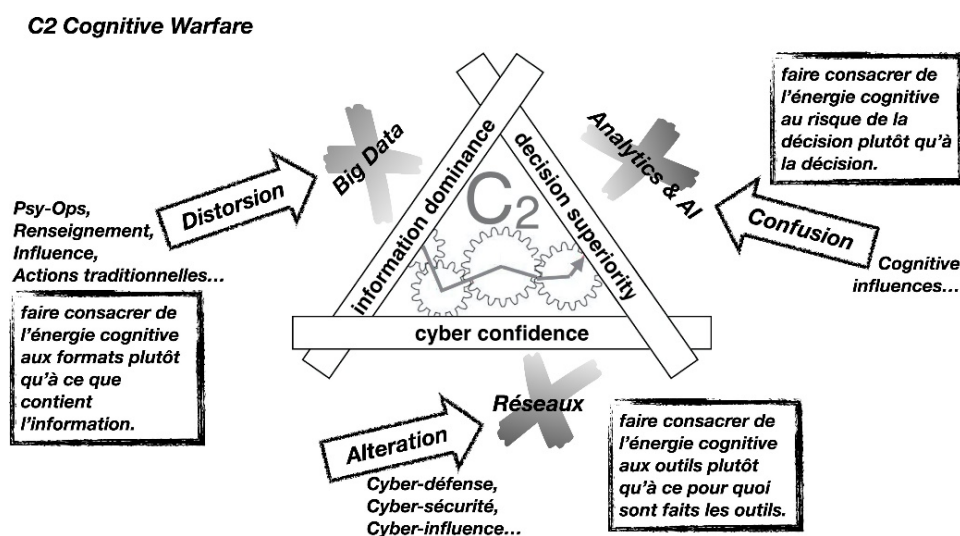 C2 Cognitive Warfare
Big Data
Analytics & AI
faire consacrer de
l'énergie cognitive
au risque de la
décision plutôt qu'à
la décision.
information dominance
decision superiority
C2
Distorsion
Psy-Ops,
Renseignement,
Influence,
Actions traditionnelles...
Confusion
Cognitive
influences...
faire consacrer de
l'énergie cognitive
aux formats plutôt
qu'à ce que
contient
l'information.
cyber confidence
Réseaux
Alteration
Cyber-défense,
Cyber-sécurité,
Cyber-influence...
faire consacrer de
l'énergie cognitive
aux outils plutôt
qu'à ce pour quoi
sont faits les outils.